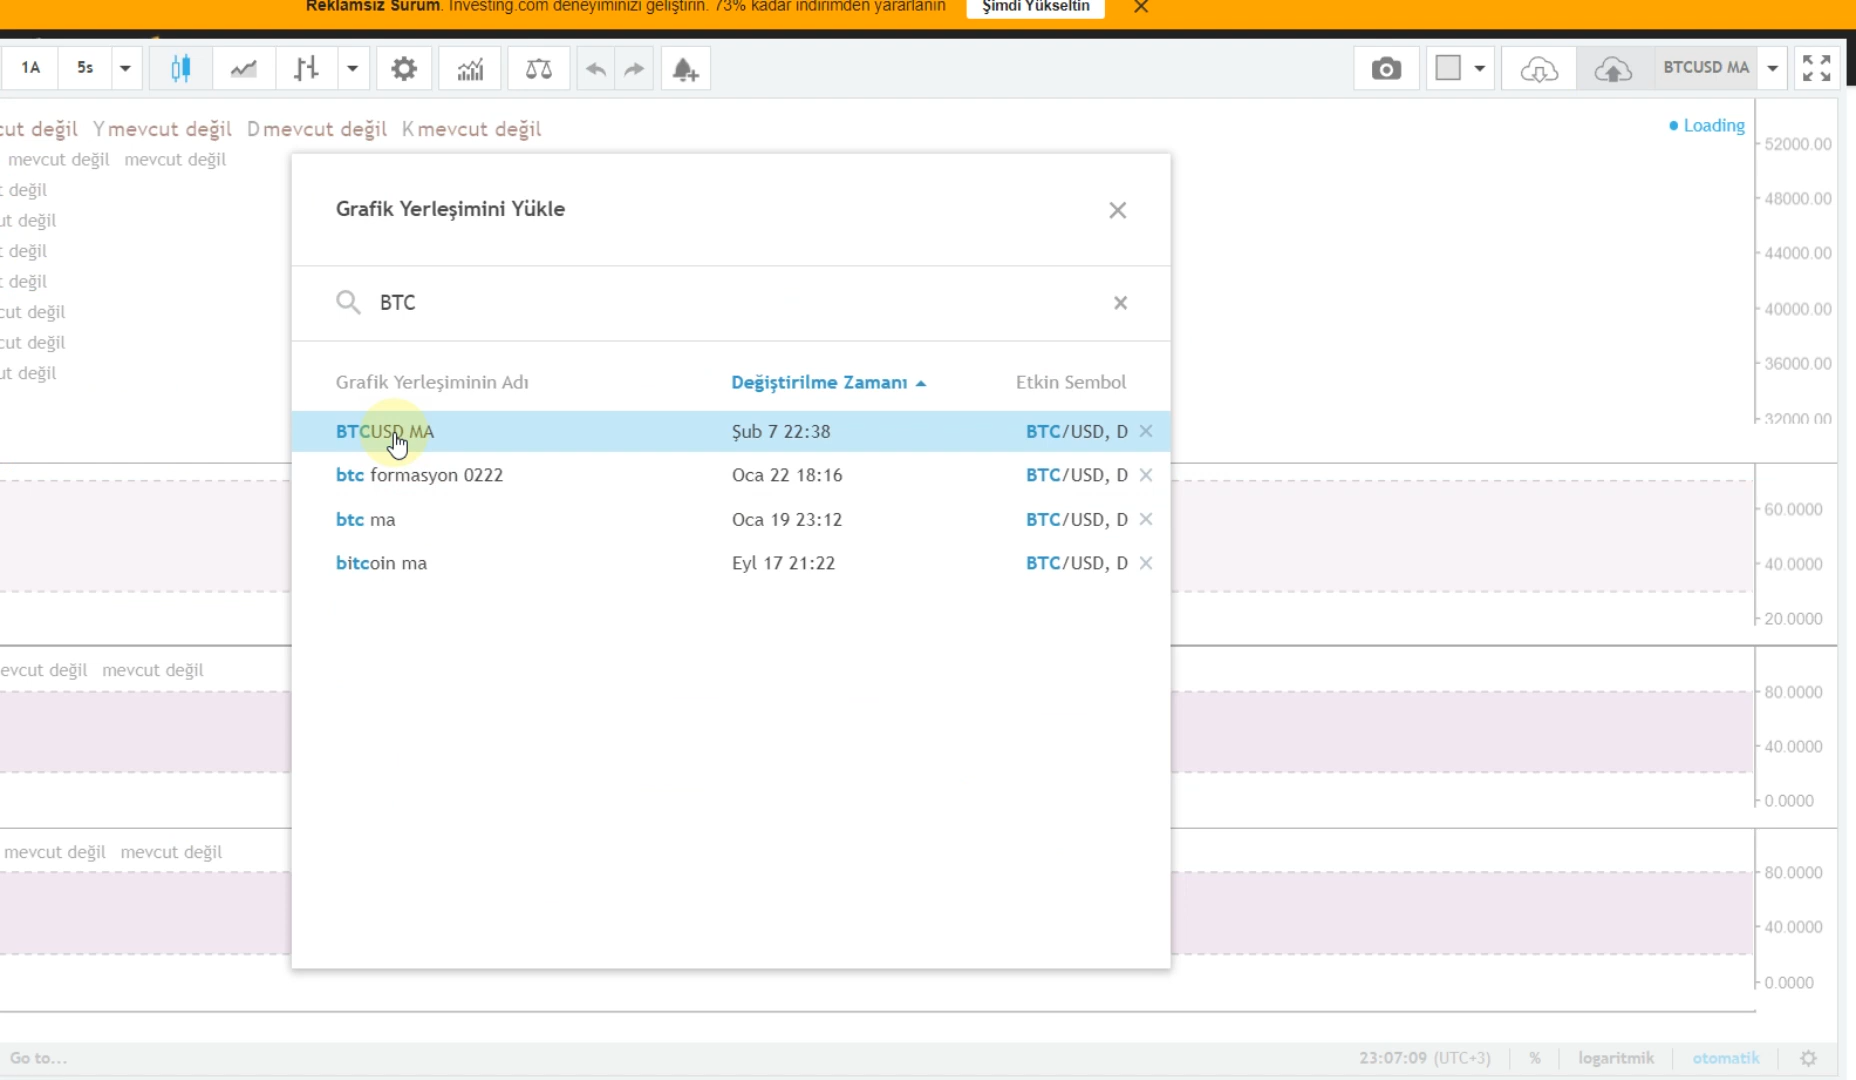 Reklamsız Sürüm. Investing.com deneyiminizi geliştirin. 73% kadar indirimden yararlanın
Şimdi Yükseltin
1A 5s BTCUSD MA
cut değil Ymevcut değil Dmevcut değil Kmevcut değil
Loading
mevcut değil mevcut değil
değil
ut değil
değil
değil
cut değil
cut değil
ut değil
52000.00
48000.00
44000.00
40000.00
36000.00
32000.00
Grafik Yerleşimini Yükle
BTC
Grafik Yerleşiminin Adı Değiştirilme Zamanı Etkin Sembol
BTCUSD MA Şub 7 22:38 BTC/USD, D
btc formasyon 0222 Oca 22 18:16 BTC/USD, D
btc ma Oca 19 23:12 BTC/USD, D
bitcoin ma Eyl 17 21:22 BTC/USD, D
60.0000
40.0000
20.0000
evcut değil mevcut değil
80.0000
40.0000
0.0000
mevcut değil mevcut değil
80.0000
40.0000
0.0000
Go to... 23:07:09 (UTC+3) % logaritmik otomatik